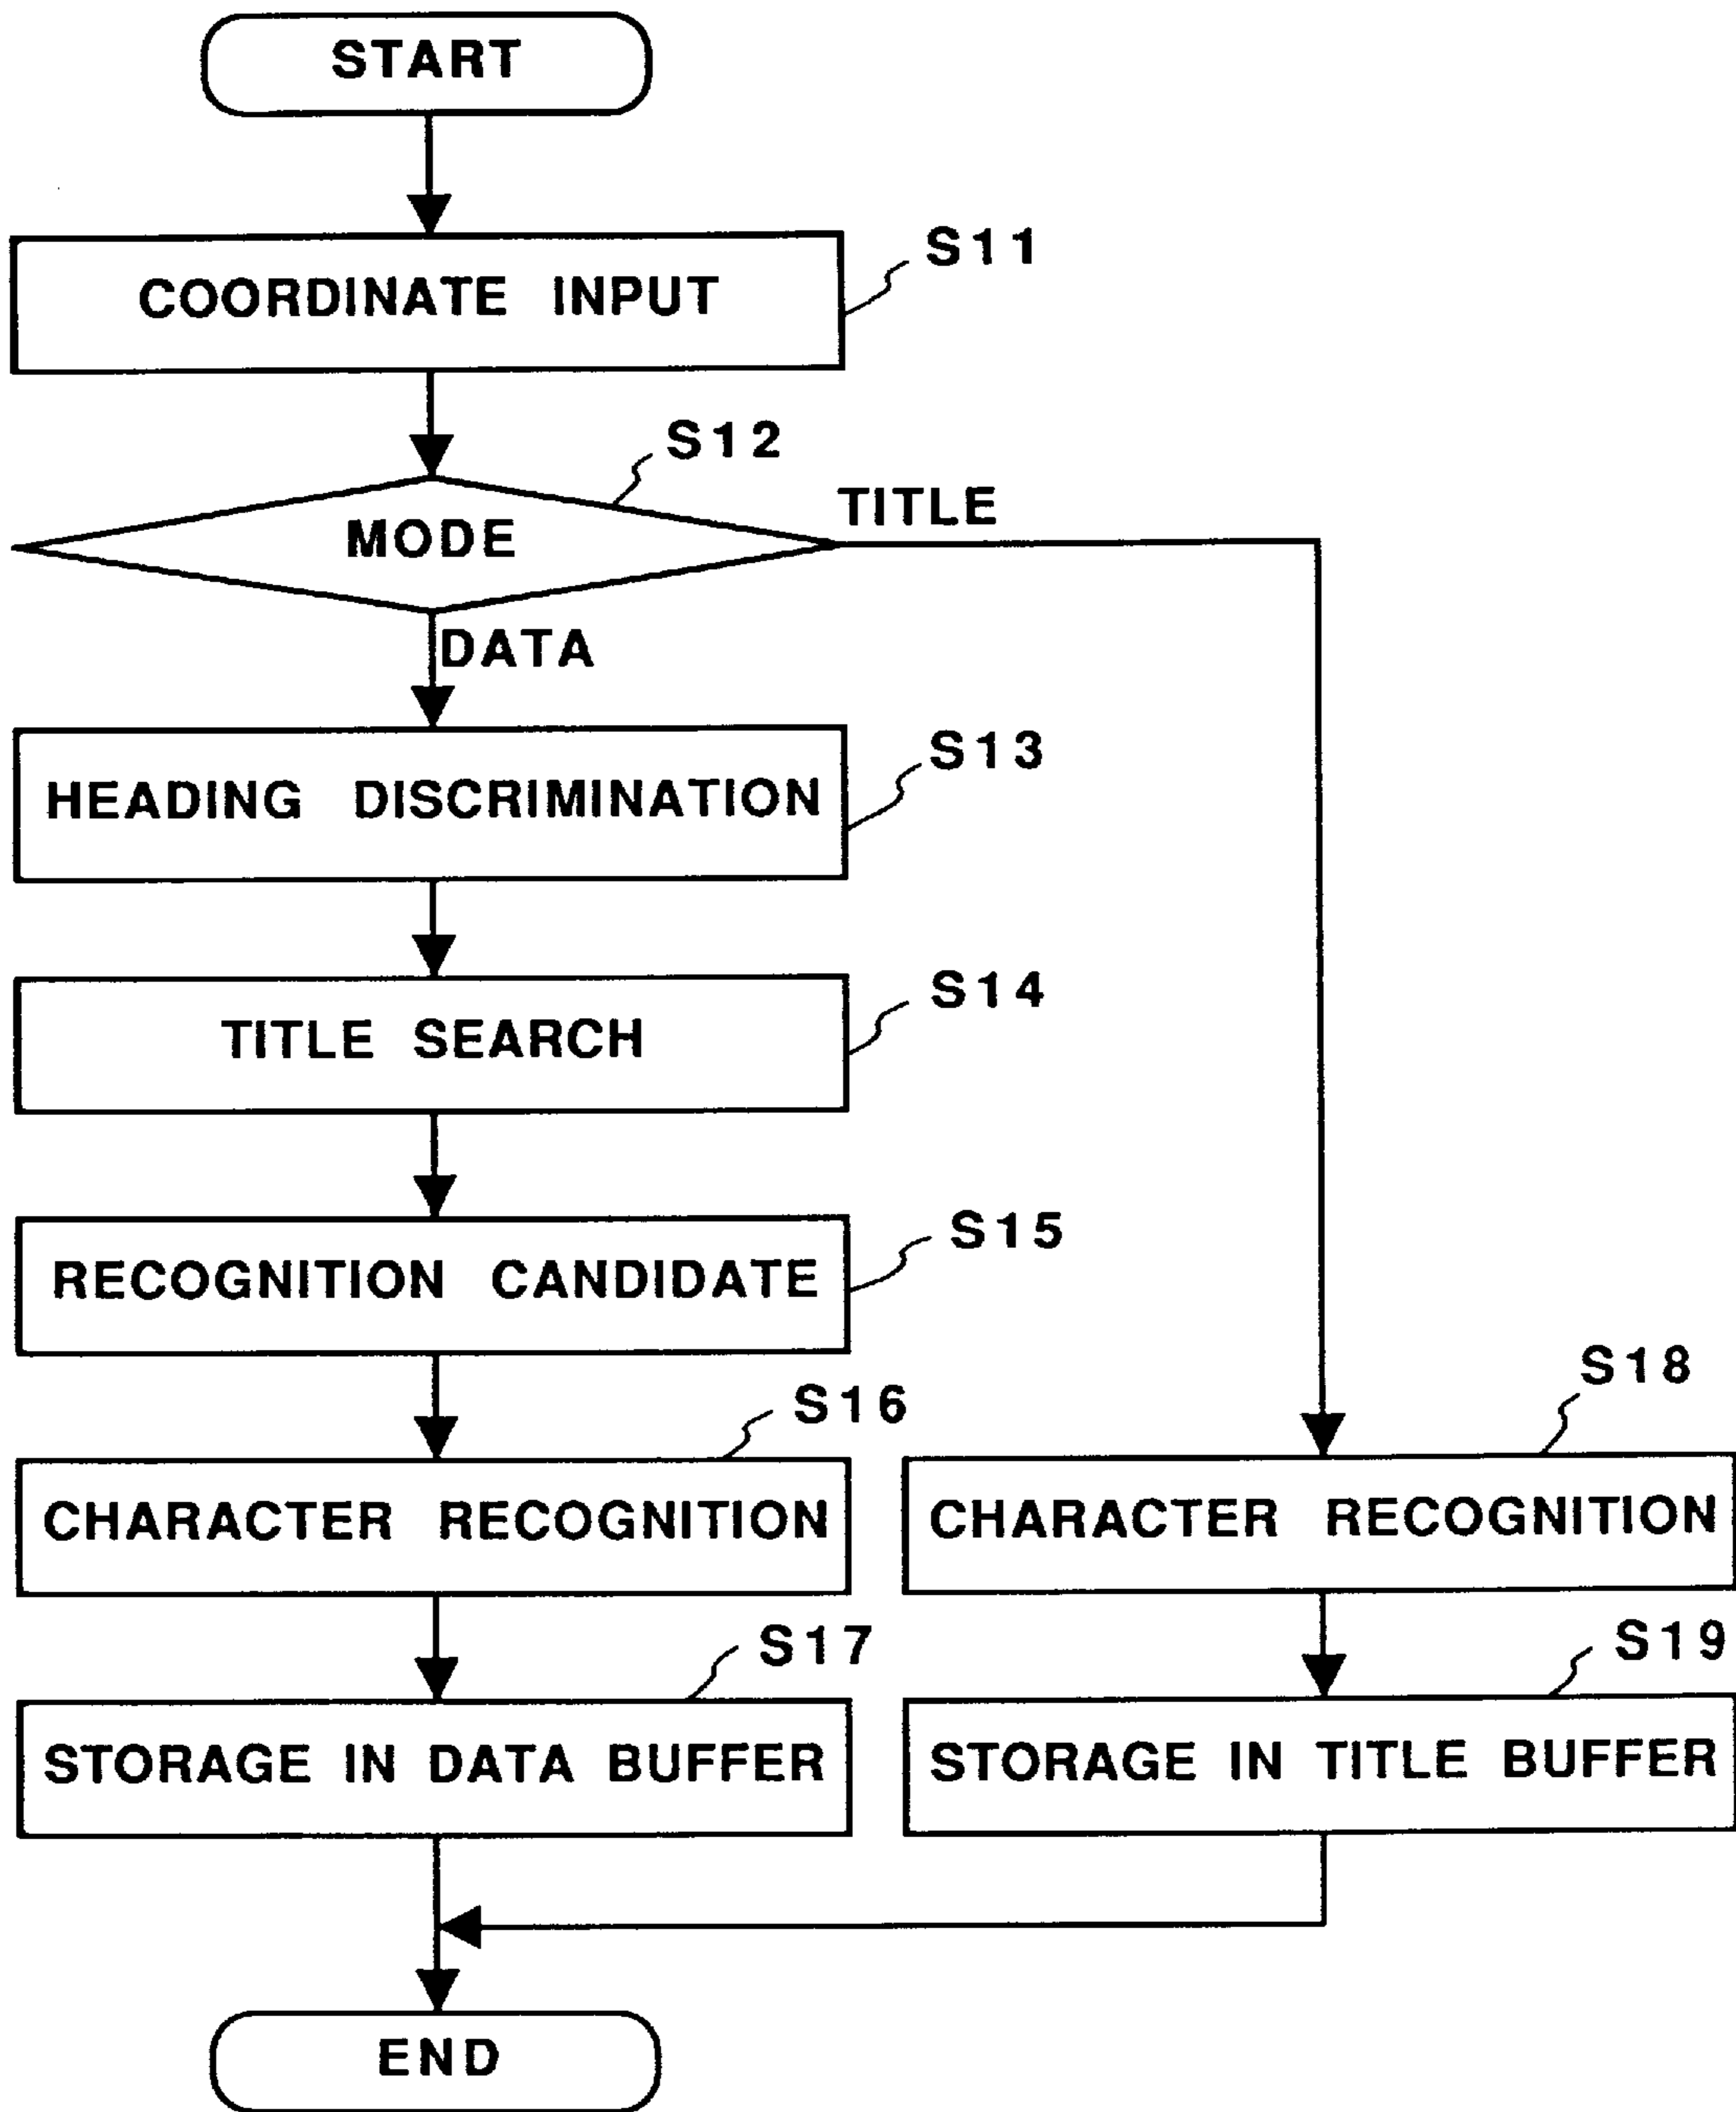 START
S11
COORDINATE INPUT
S12
MODE
TITLE
DATA
S13
HEADING DISCRIMINATION
S14
TITLE SEARCH
S15
RECOGNITION CANDIDATE
S16
CHARACTER RECOGNITION
S17
STORAGE IN DATA BUFFER
S18
CHARACTER RECOGNITION
S19
STORAGE IN TITLE BUFFER
END